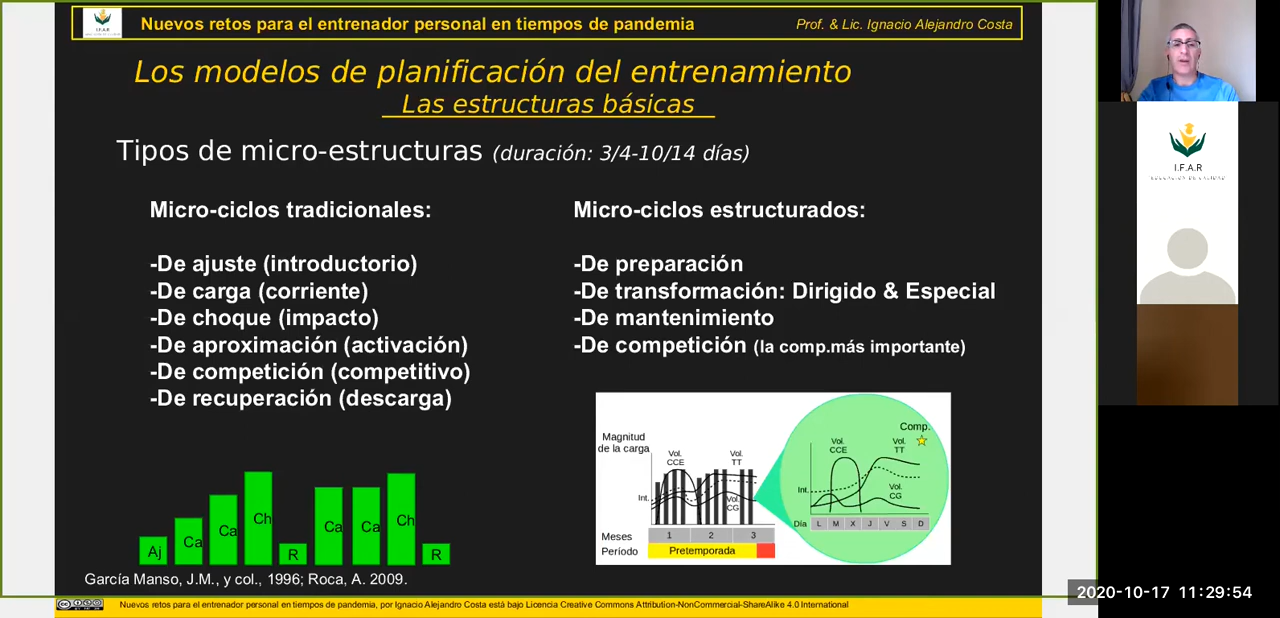 I.F.A.R
Nuevos retos para el entrenador personal en tiempos de pandemia
Prof. & Lic. Ignacio Alejandro Costa
Los modelos de planificación del entrenamiento
Las estructuras básicas
Tipos de micro-estructuras (duración: 3/4-10/14 días)
Micro-ciclos tradicionales:
-De ajuste (introductorio)
-De carga (corriente)
-De choque (impacto)
-De aproximación (activación)
-De competición (competitivo)
-De recuperación (descarga)
Micro-ciclos estructurados:
-De preparación
-De transformación: Dirigido & Especial
-De mantenimiento
-De competición (la comp.más importante)
Aj Ca Ca Ch R Ca Ca Ch R
Magnitud
de la carga
Vol.
CCE
Vol.
TT
Int.
Vol.
CG
Meses 1 2 3
Período Pretemporada
Comp.
Vol.
CCE
Vol.
TT
Int.
Vol.
CG
Día L M X J V S D
García Manso, J.M., y col., 1996; Roca, A. 2009.
Nuevos retos para el entrenador personal en tiempos de pandemia, por Ignacio Alejandro Costa está bajo Licencia Creative Commons Attribution-NonCommercial-ShareAlike 4.0 International
I.F.A.R
2020-10-17 11:29:54